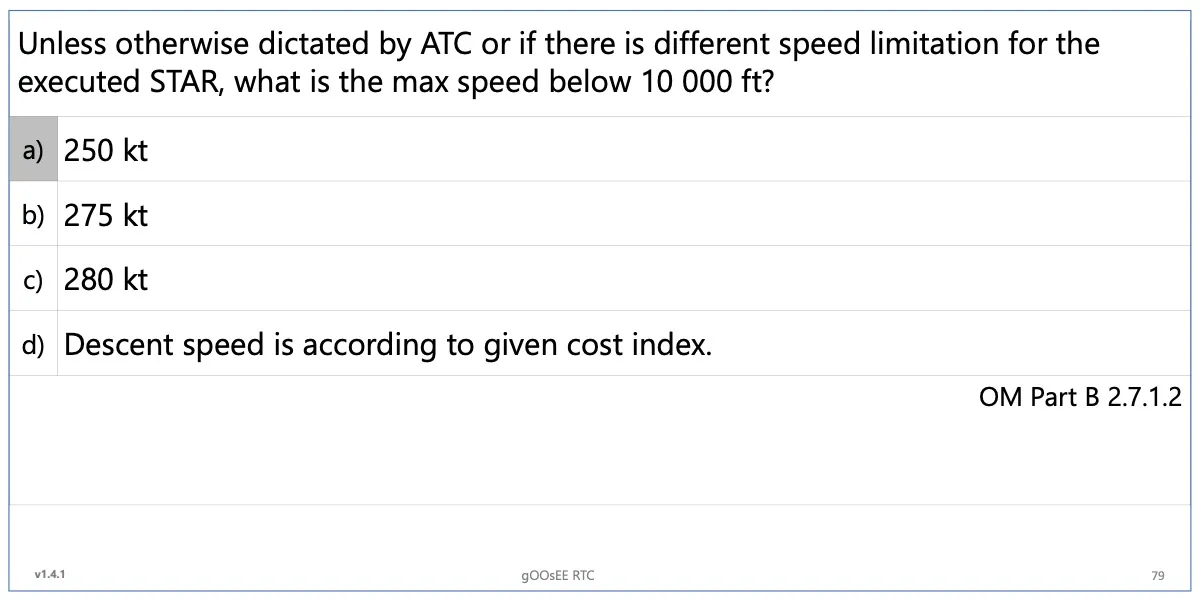 Unless otherwise dictated by ATC or if there is different speed limitation for the
executed STAR, what is the max speed below 10 000 ft?
a) 250 kt
b) 275 kt
c) 280 kt
d) Descent speed is according to given cost index.
OM Part B 2.7.1.2
v1.4.1 gOOsEE RTC 79